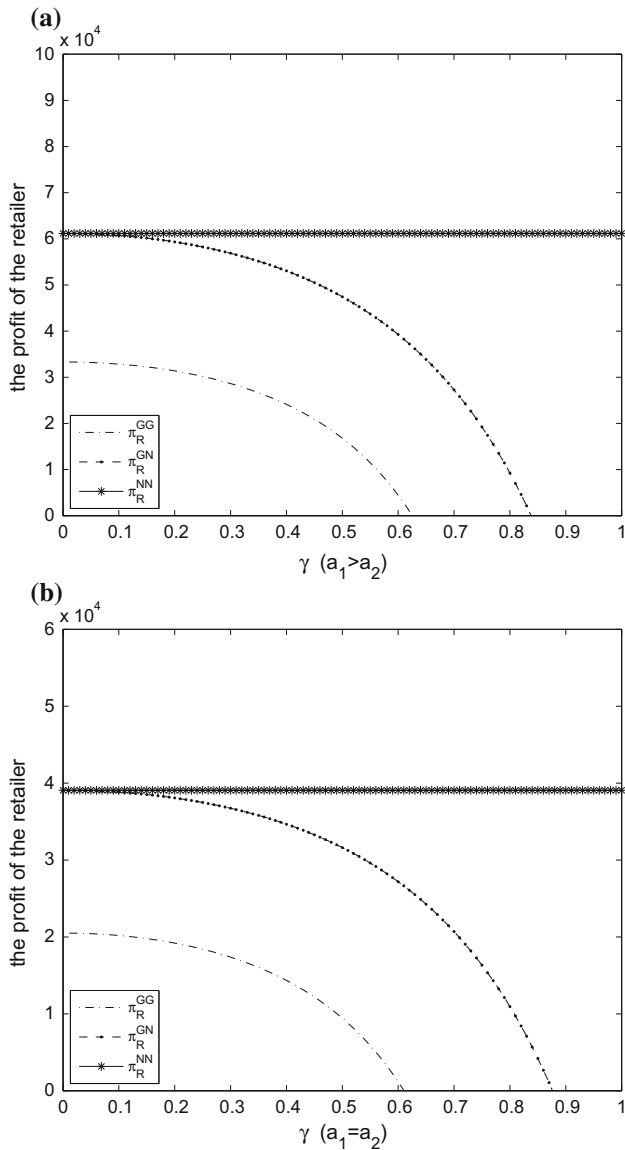 (a)
x 10^4
10
9
8
7
6
5
4
3
2
1
0
the profit of the retailer
π_R^GG
π_R^GN
π_R^NN
0 0.1 0.2 0.3 0.4 0.5 0.6 0.7 0.8 0.9 1
γ (a_1>a_2)
(b)
x 10^4
6
5
4
3
2
1
0
the profit of the retailer
π_R^GG
π_R^GN
π_R^NN
0 0.1 0.2 0.3 0.4 0.5 0.6 0.7 0.8 0.9 1
γ (a_1=a_2)